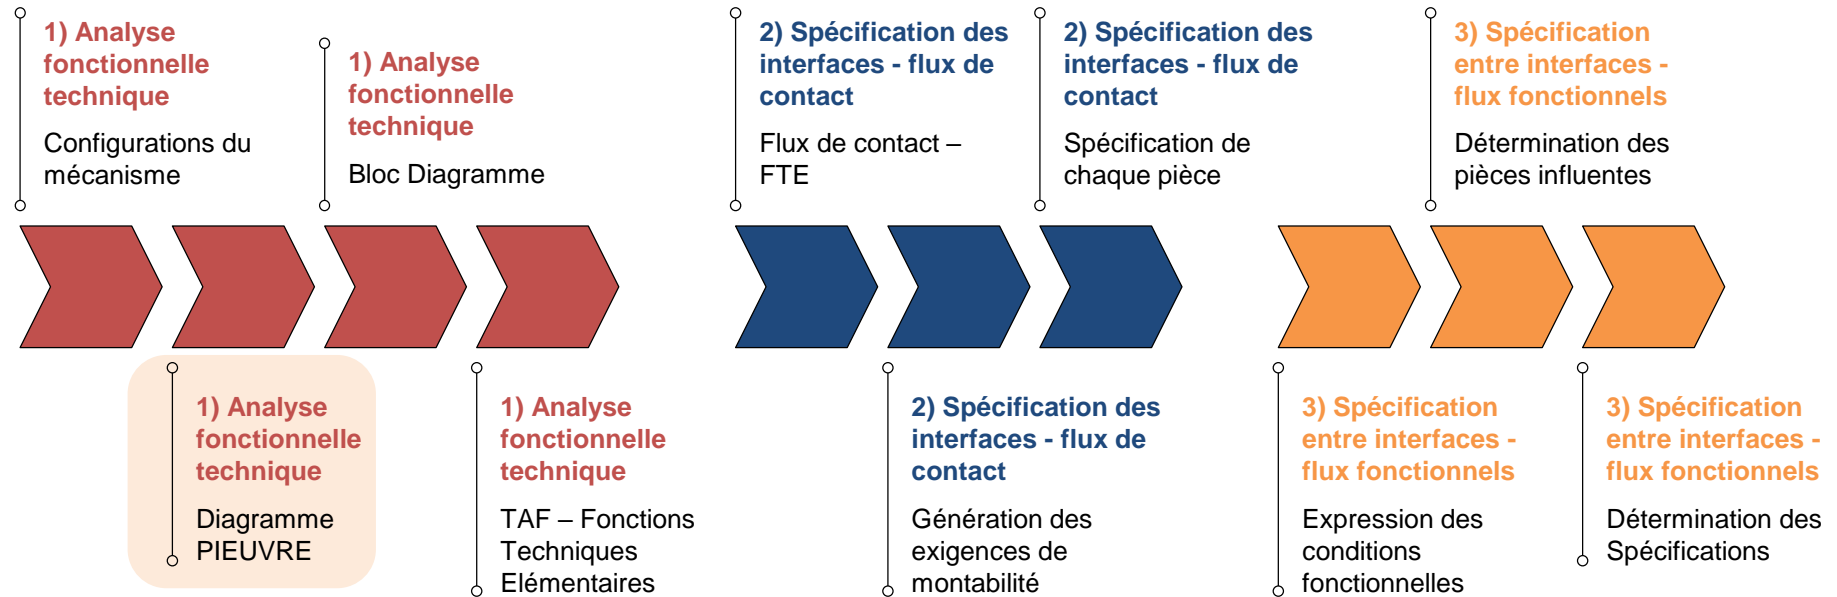 1) Analyse
fonctionnelle
technique
Configurations du
mécanisme
1) Analyse
fonctionnelle
technique
Bloc Diagramme
2) Spécification des
interfaces - flux de
contact
Flux de contact –
FTE
2) Spécification des
interfaces - flux de
contact
Spécification de
chaque pièce
3) Spécification
entre interfaces -
flux fonctionnels
Détermination des
pièces influentes
1) Analyse
fonctionnelle
technique
Diagramme
PIEUVRE
1) Analyse
fonctionnelle
technique
TAF – Fonctions
Techniques
Elémentaires
2) Spécification des
interfaces - flux de
contact
Génération des
exigences de
montabilité
3) Spécification
entre interfaces -
flux fonctionnels
Expression des
conditions
fonctionnelles
3) Spécification
entre interfaces -
flux fonctionnels
Détermination des
Spécifications